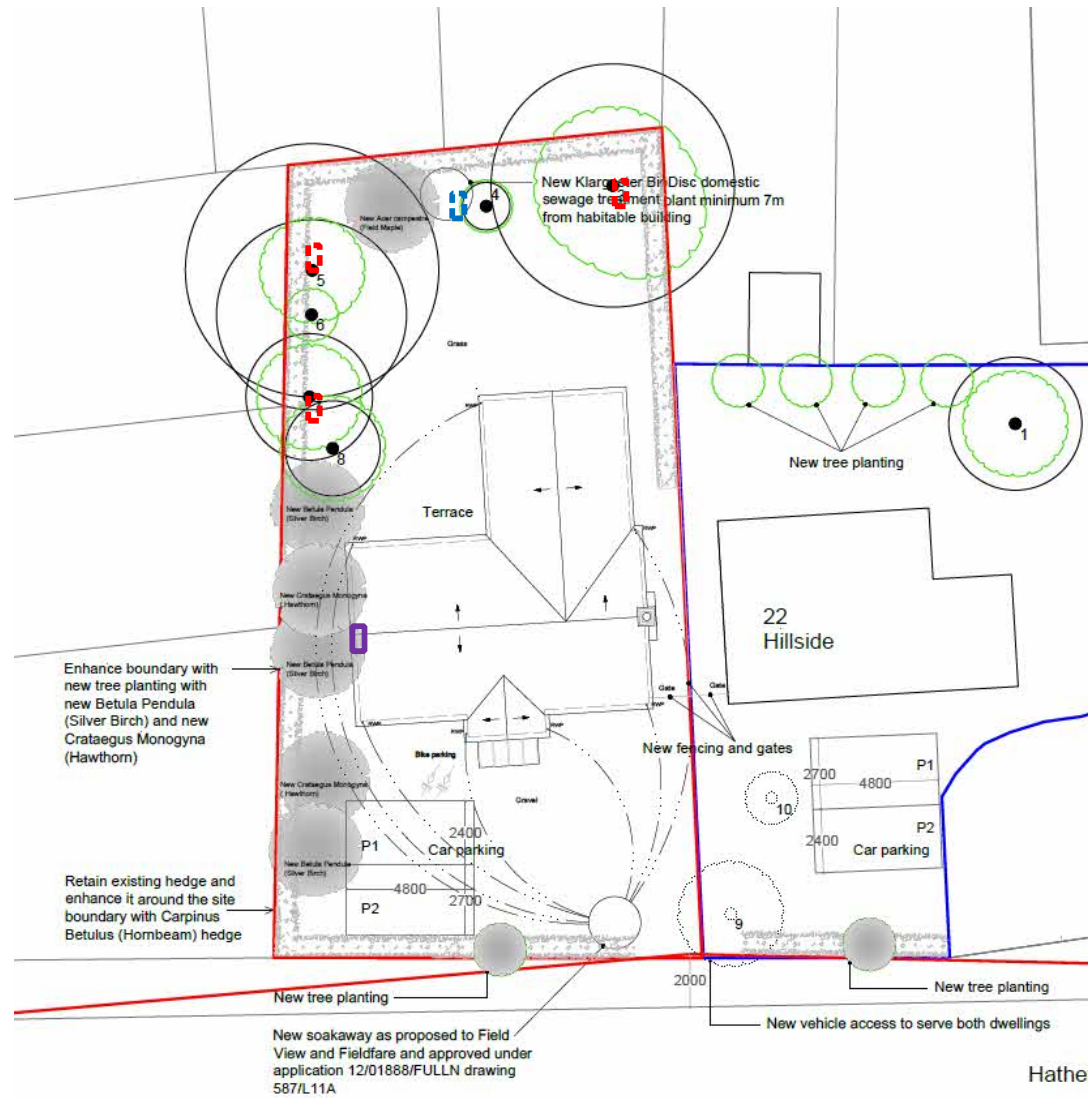 New Klargester BioDisc domestic
sewage treatment plant minimum 7m
from habitable building
4
New Acer campestre
(Field Maple)
5
6
Grass
8
1
New tree planting
RWP
New Betula Pendula
(Silver Birch)
Terrace
RWP
RWP
New Crataegus Monogyna
( Hawthorn)
22
Hillside
New Betula Pendula
(Silver Birch)
Enhance boundary with
new tree planting with
new Betula Pendula
(Silver Birch) and new
Crataegus Monogyna
(Hawthorn)
Gate
Gate
RWP
RWP
RWP
RWP
New fencing and gates
Bike parking
New Crataegus Monogyna
( Hawthorn)
Gravel
10
2700
4800
P1
2400
P2
Car parking
P1
2400
Car parking
4800
2700
P2
New Betula Pendula
(Silver Birch)
Retain existing hedge and
enhance it around the site
boundary with Carpinus
Betulus (Hornbeam) hedge
9
New tree planting
2000
New tree planting
New vehicle access to serve both dwellings
New soakaway as proposed to Field
View and Fieldfare and approved under
application 12/01888/FULLN drawing
587/L11A
Hathe